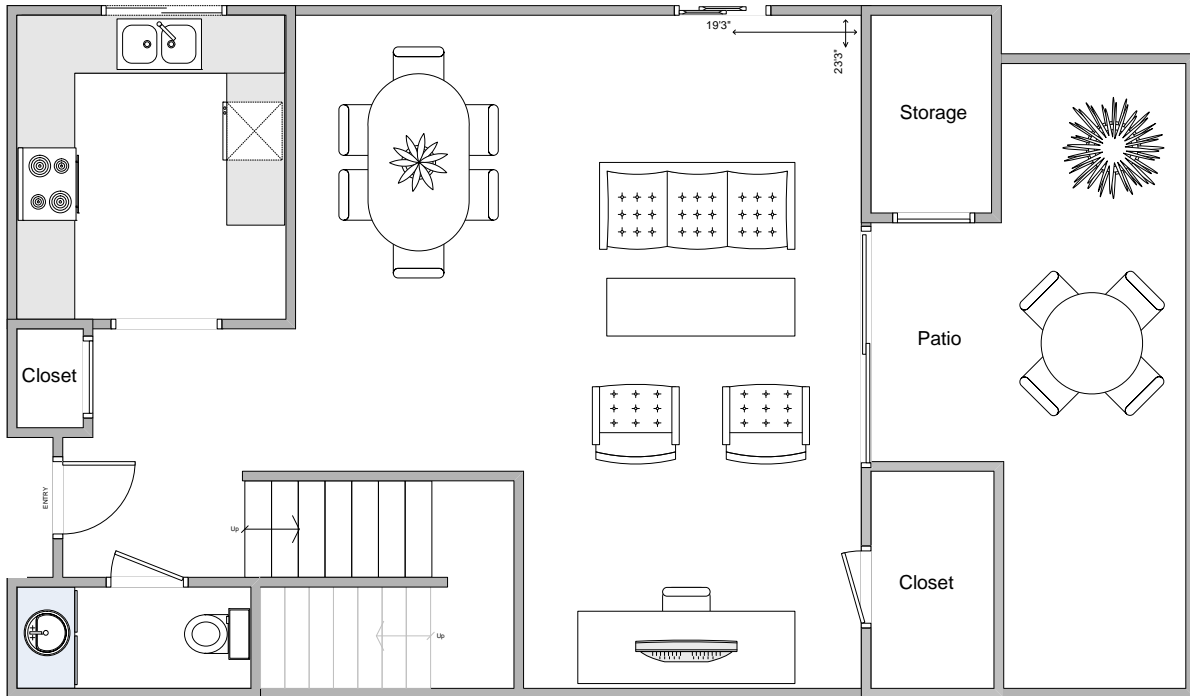 19'3"
23'3"
Storage
Patio
Closet
ENTRY
Up
Closet
Up